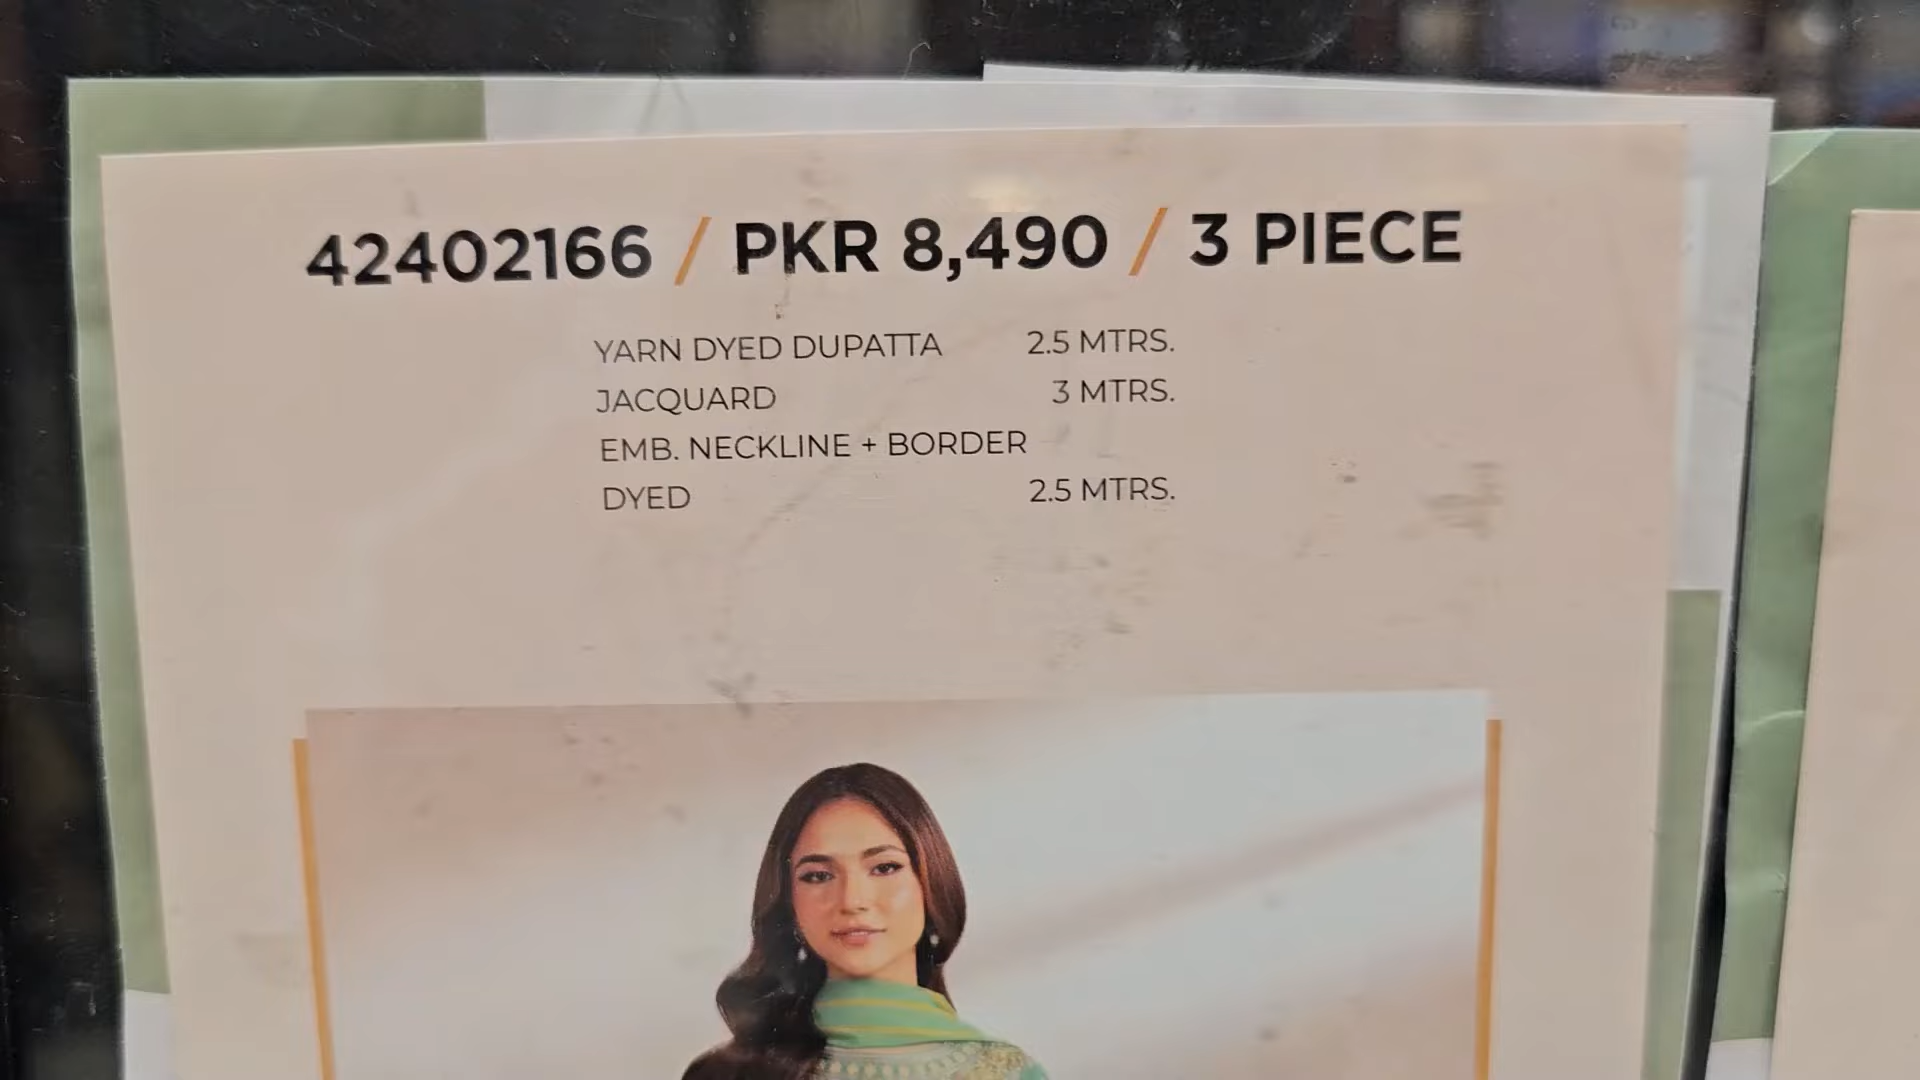 42402166 / PKR 8,490 / 3 PIECE
YARN DYED DUPATTA 2.5 MTRS.
JACQUARD 3 MTRS.
EMB. NECKLINE + BORDER
DYED 2.5 MTRS.